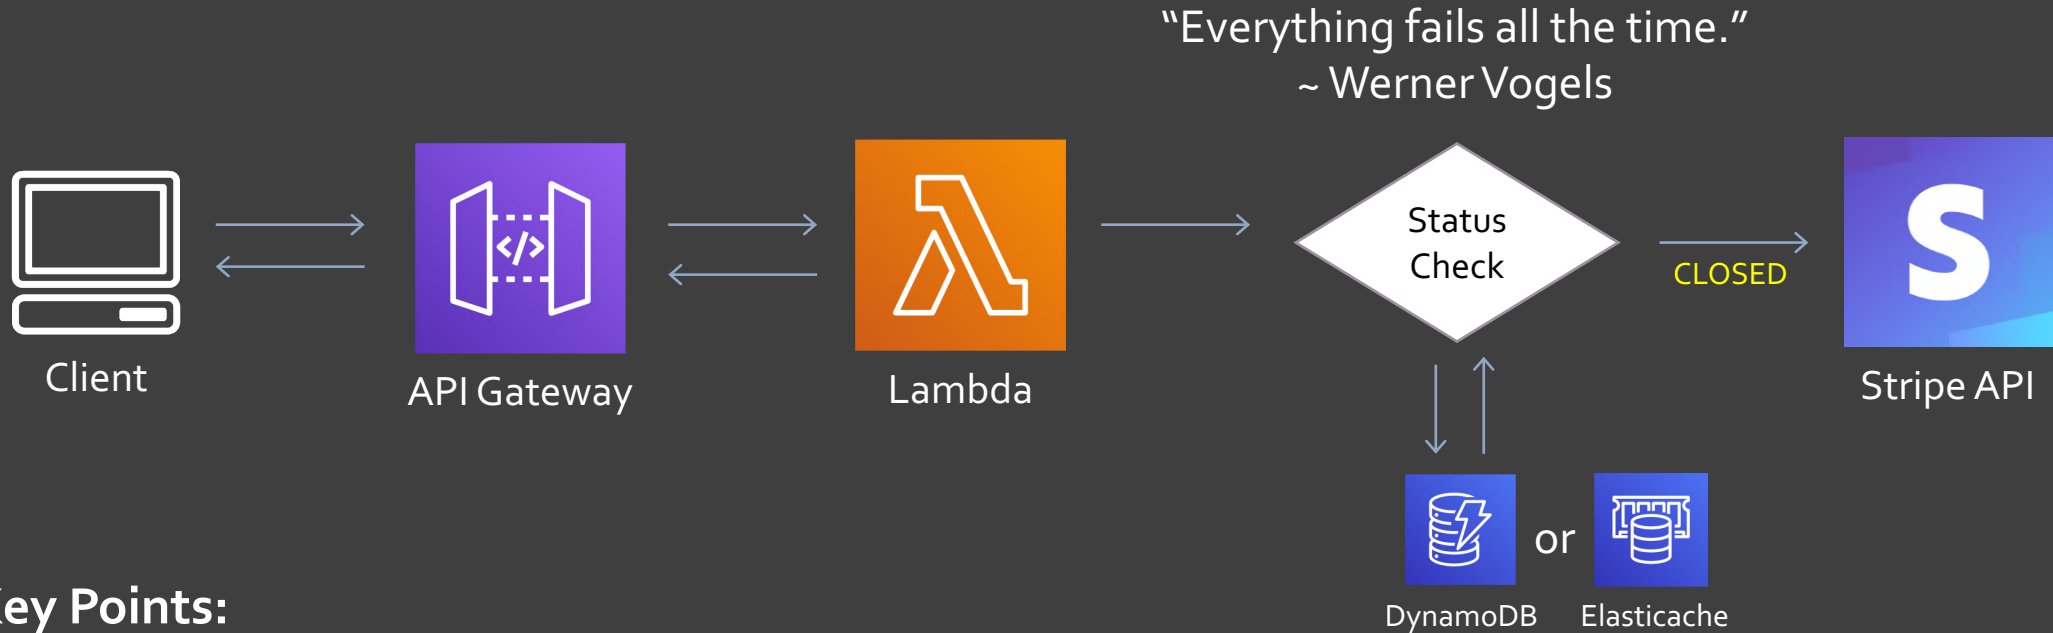 “Everything fails all the time.”
~ Werner Vogels
Status
Check
CLOSED
Client
API Gateway
Lambda
Stripe API
or
DynamoDB
Elasticache
ey Points: